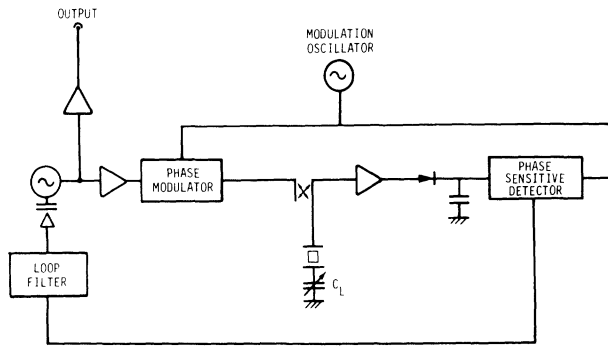 OUTPUT
MODULATION
OSCILLATOR
PHASE
MODULATOR
PHASE
SENSITIVE
DETECTOR
LOOP
FILTER
C_L